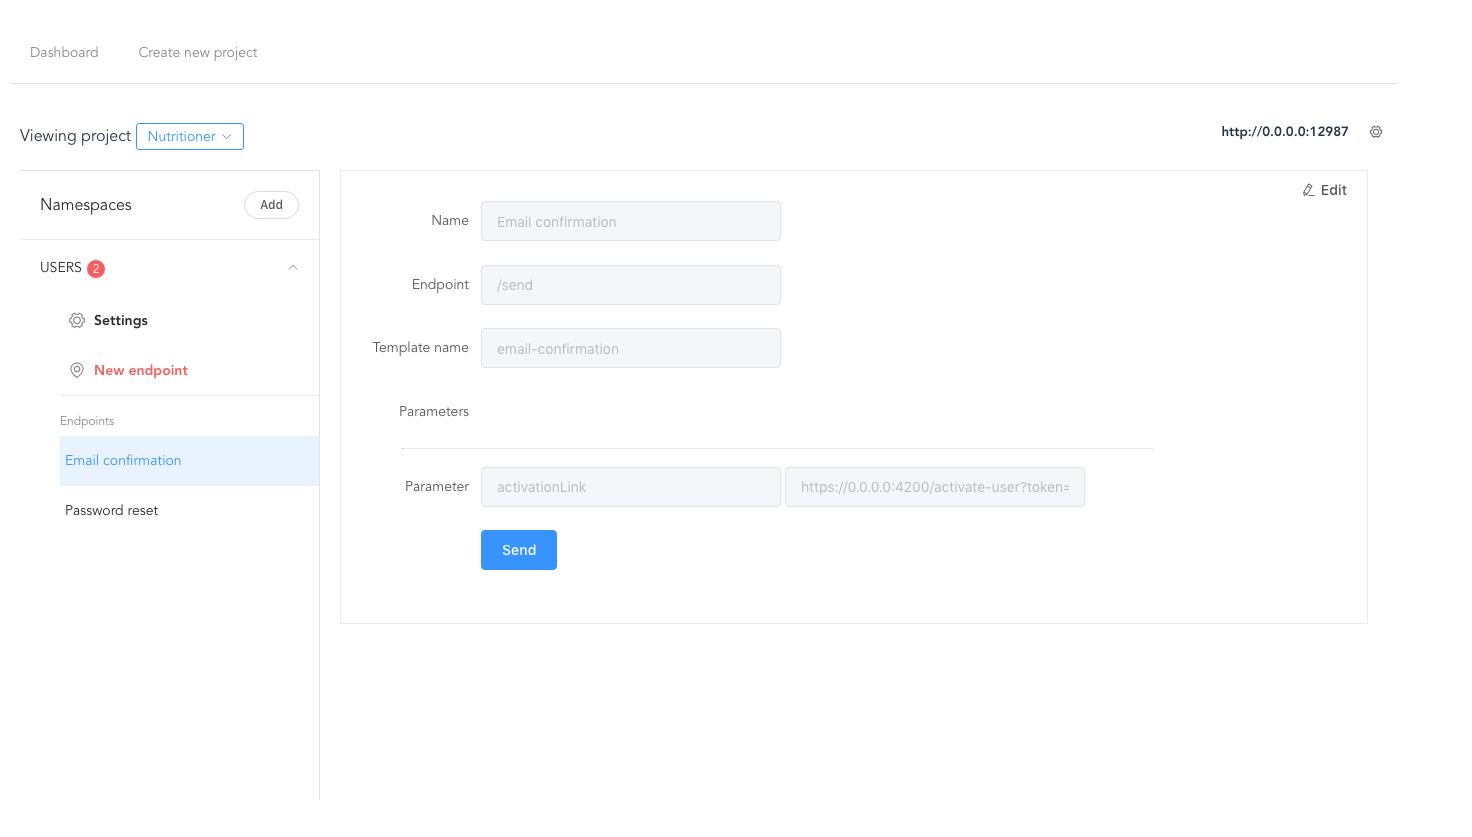 Dashboard Create new project
Viewing project Nutritioner
http://0.0.0.0:12987
Namespaces Add
USERS 2
Settings
New endpoint
Endpoints
Email confirmation
Password reset
Edit
Name Email confirmation
Endpoint /send
Template name email-confirmation
Parameters
Parameter activationLink https://0.0.0.0:4200/activate-user?token=
Send